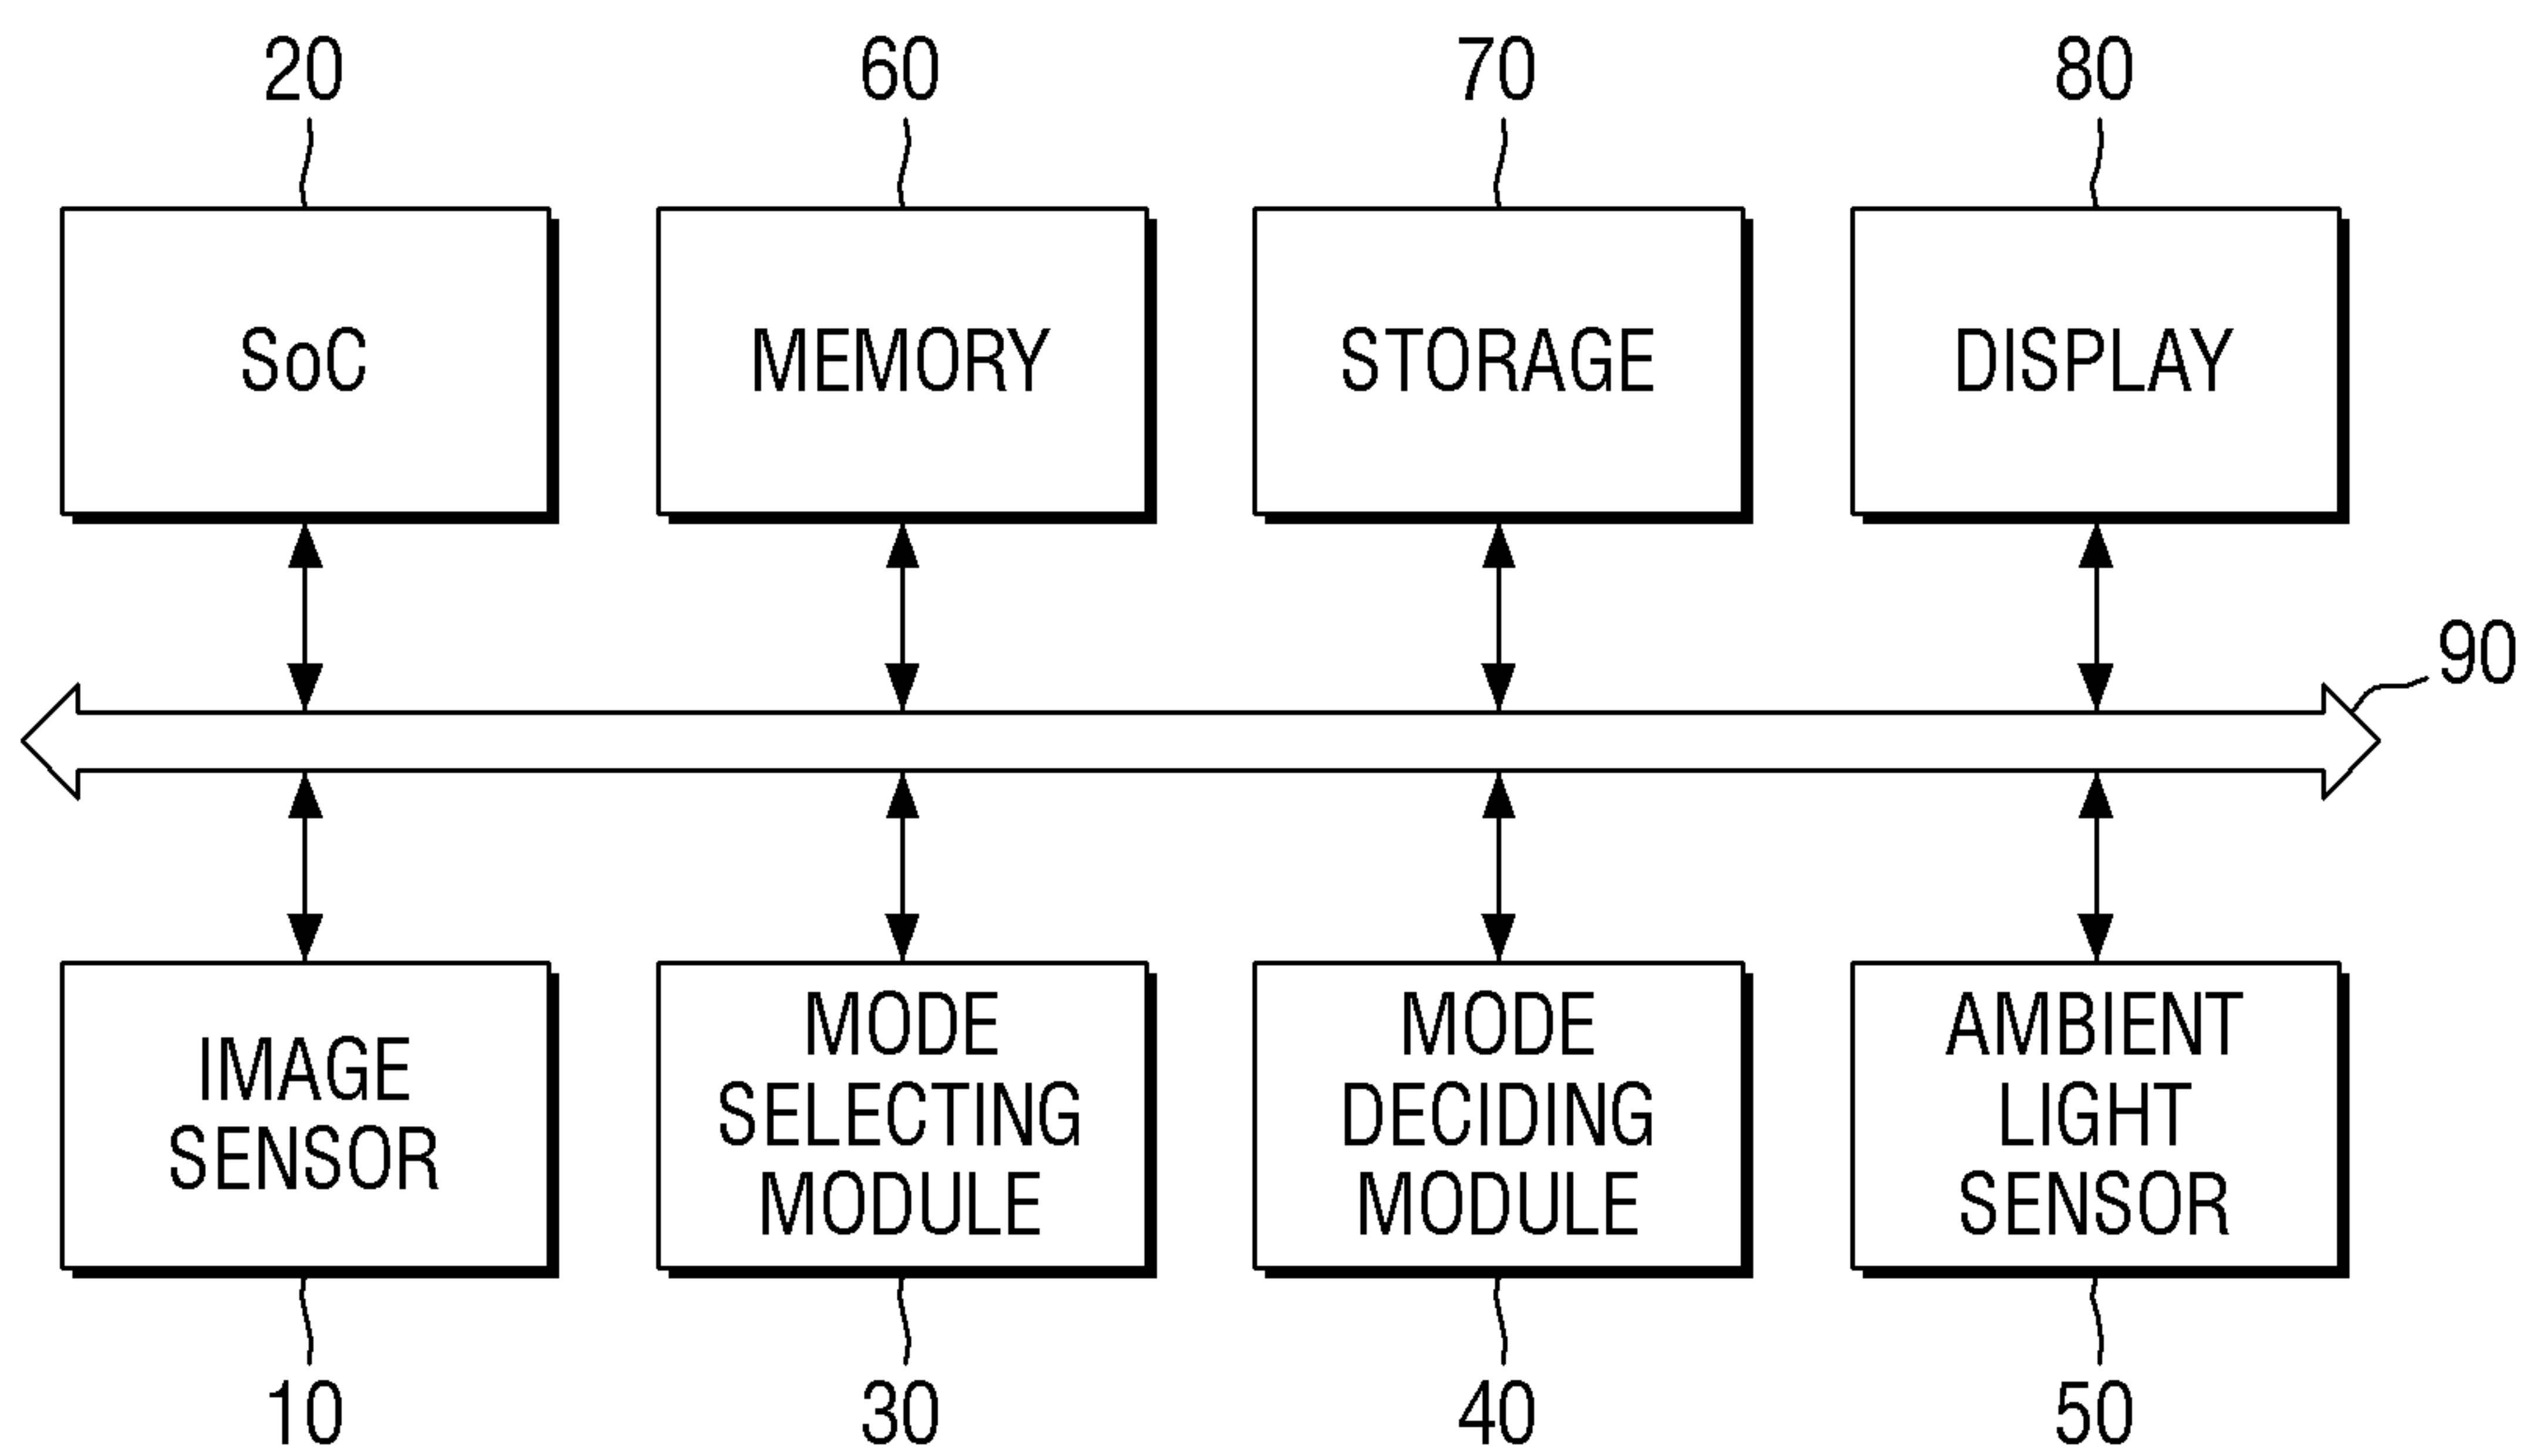 20
60
70
80
SoC
MEMORY
STORAGE
DISPLAY
90
IMAGE
SENSOR
MODE
SELECTING
MODULE
MODE
DECIDING
MODULE
AMBIENT
LIGHT
SENSOR
10
30
40
50